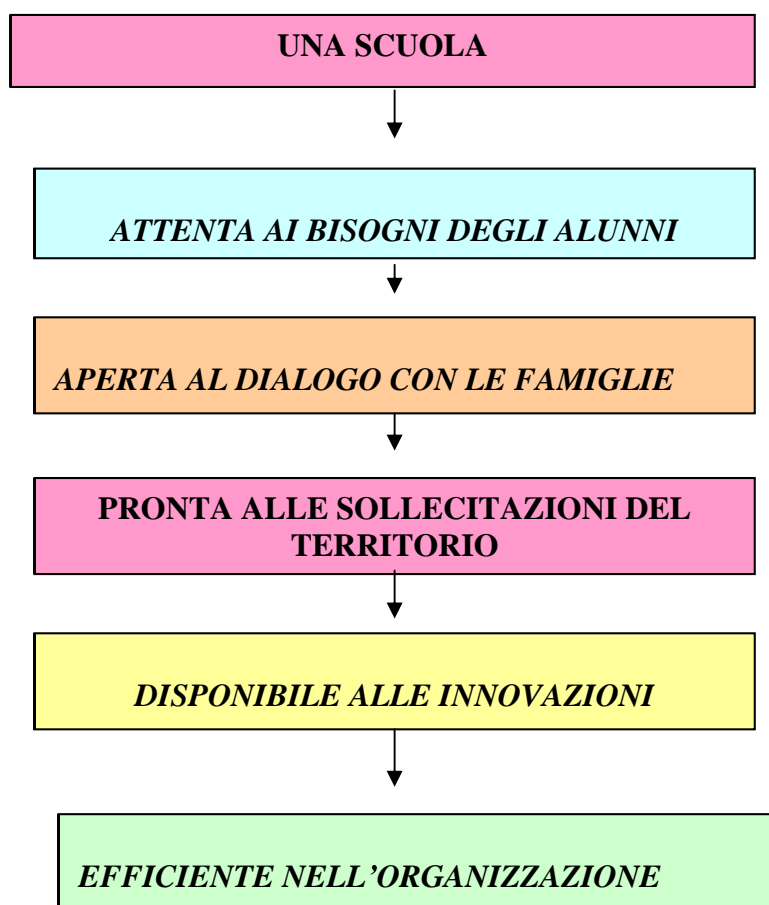 UNA SCUOLA
ATTENTA AI BISOGNI DEGLI ALUNNI
APERTA AL DIALOGO CON LE FAMIGLIE
PRONTA ALLE SOLLECITAZIONI DEL
TERRITORIO
DISPONIBILE ALLE INNOVAZIONI
EFFICIENTE NELL’ORGANIZZAZIONE